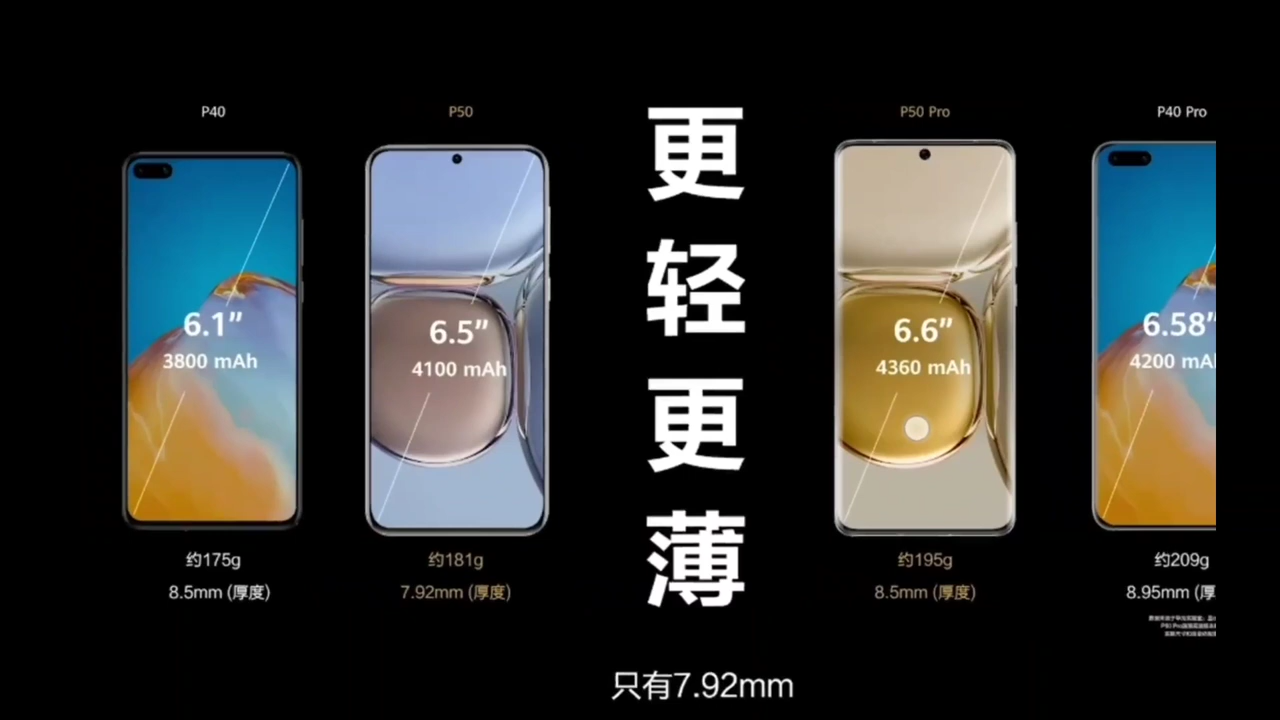 P40
P50
P50 Pro
P40 Pro
更
轻
更
薄
6.1”
3800 mAh
6.5”
4100 mAh
6.6”
4360 mAh
6.58”
4200 mAh
约175g
8.5mm (厚度)
约181g
7.92mm (厚度)
约195g
8.5mm (厚度)
约209g
8.95mm (厚
只有7.92mm